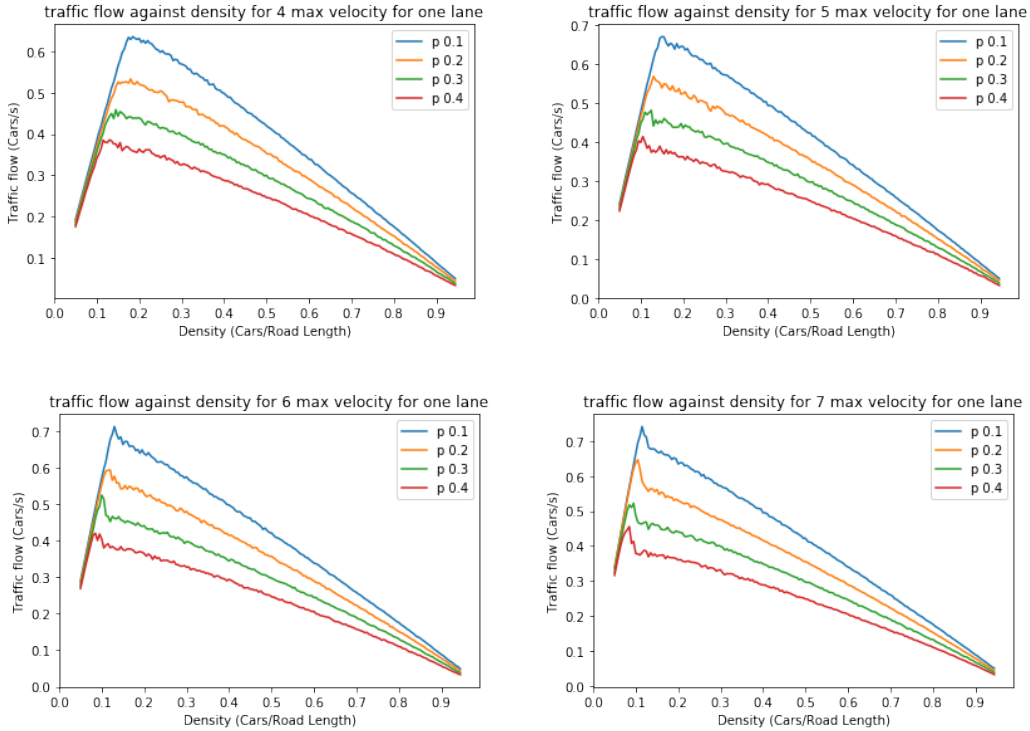 traffic flow against density for 4 max velocity for one lane
0.6
0.5
0.4
0.3
0.2
0.1
Traffic flow (Cars/s)
p 0.1
p 0.2
p 0.3
p 0.4
0.0 0.1 0.2 0.3 0.4 0.5 0.6 0.7 0.8 0.9
Density (Cars/Road Length)
traffic flow against density for 5 max velocity for one lane
0.7
0.6
0.5
0.4
0.3
0.2
0.1
0.0
Traffic flow (Cars/s)
p 0.1
p 0.2
p 0.3
p 0.4
0.0 0.1 0.2 0.3 0.4 0.5 0.6 0.7 0.8 0.9
Density (Cars/Road Length)
traffic flow against density for 6 max velocity for one lane
0.7
0.6
0.5
0.4
0.3
0.2
0.1
0.0
Traffic flow (Cars/s)
p 0.1
p 0.2
p 0.3
p 0.4
0.0 0.1 0.2 0.3 0.4 0.5 0.6 0.7 0.8 0.9
Density (Cars/Road Length)
traffic flow against density for 7 max velocity for one lane
0.7
0.6
0.5
0.4
0.3
0.2
0.1
0.0
Traffic flow (Cars/s)
p 0.1
p 0.2
p 0.3
p 0.4
0.0 0.1 0.2 0.3 0.4 0.5 0.6 0.7 0.8 0.9
Density (Cars/Road Length)